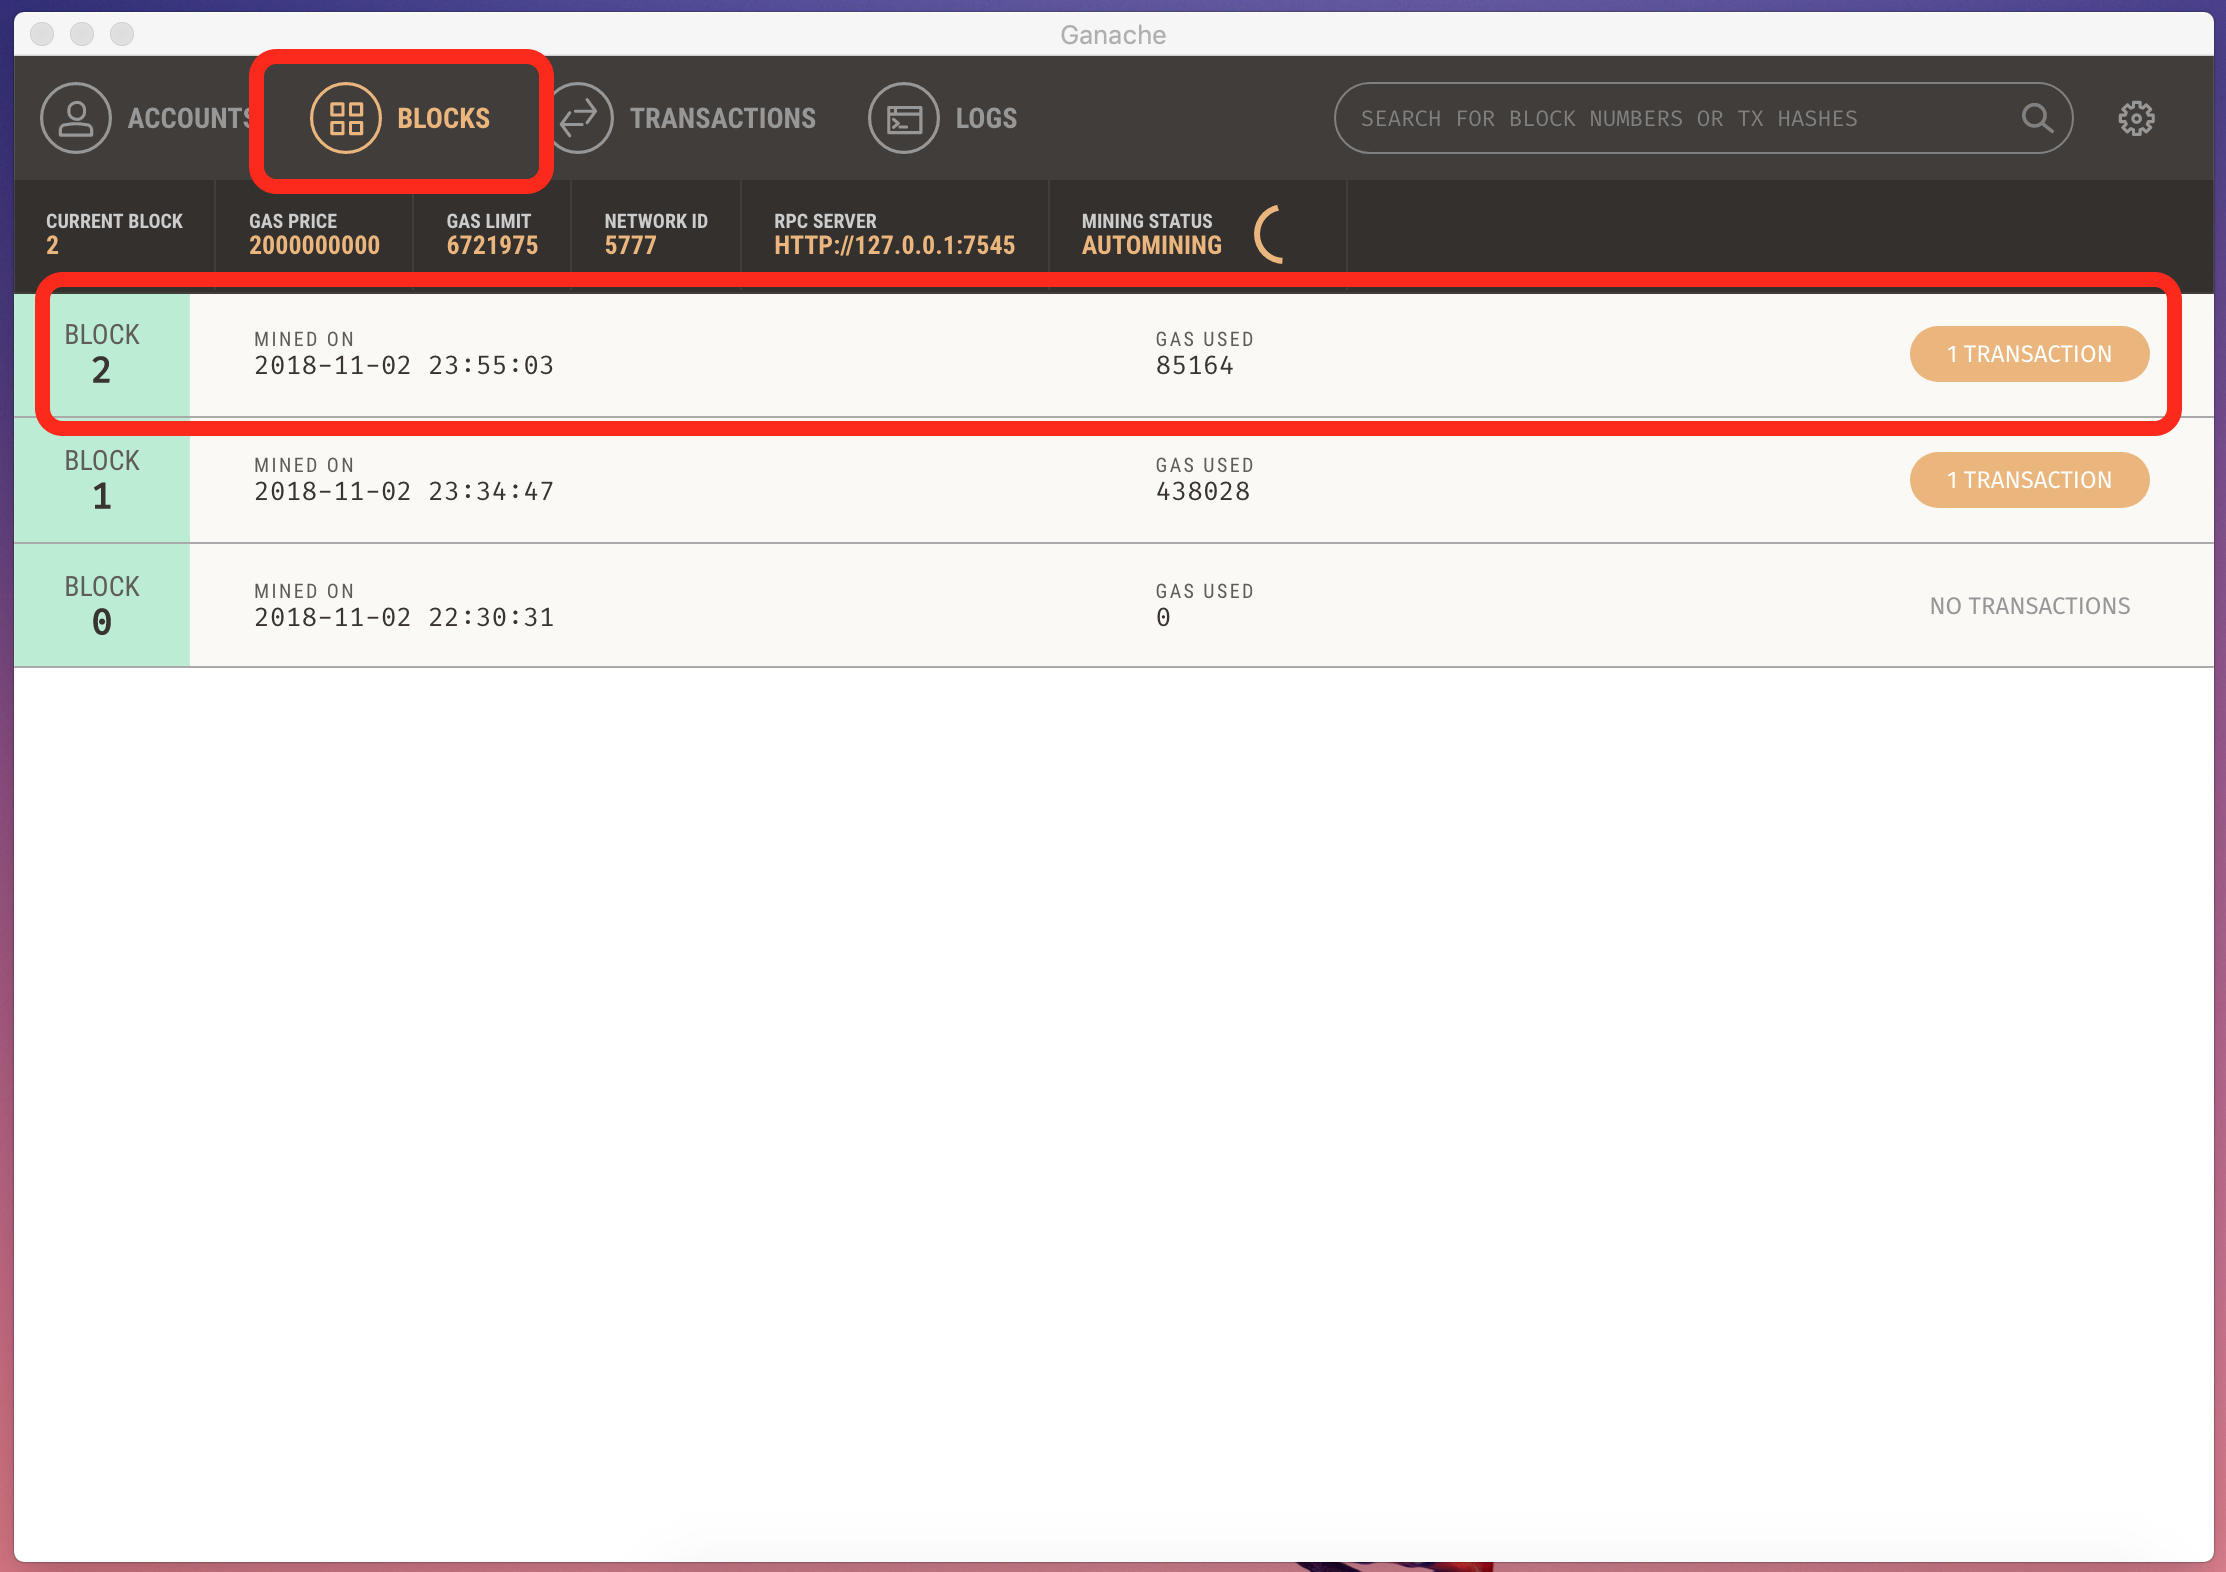 Ganache
ACCOUNTS BLOCKS TRANSACTIONS LOGS SEARCH FOR BLOCK NUMBERS OR TX HASHES
CURRENT BLOCK GAS PRICE GAS LIMIT NETWORK ID RPC SERVER MINING STATUS
2 2000000000 6721975 5777 HTTP://127.0.0.1:7545 AUTOMINING
BLOCK MINED ON GAS USED
2 2018-11-02 23:55:03 85164 1 TRANSACTION
BLOCK MINED ON GAS USED
1 2018-11-02 23:34:47 438028 1 TRANSACTION
BLOCK MINED ON GAS USED
0 2018-11-02 22:30:31 0 NO TRANSACTIONS